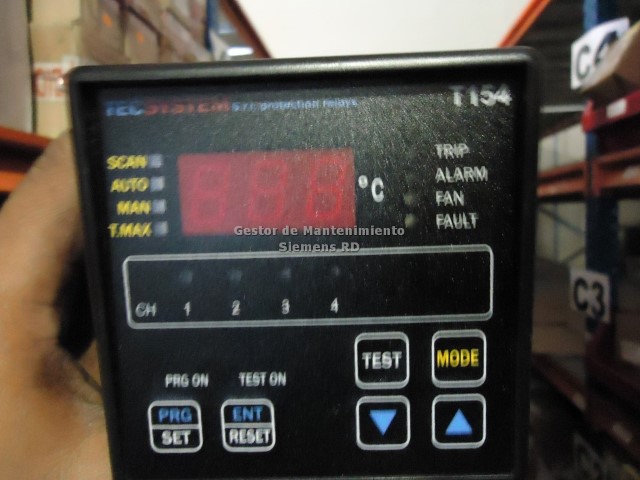 TECSYSTEM S.r.l. protection relays
T154
SCAN
AUTO
MAN
T.MAX
°C
TRIP
ALARM
FAN
FAULT
Gestor de Mantenimiento
Siemens RD
CH 1 2 3 4
TEST
MODE
PRG ON
TEST ON
PRG
SET
ENT
RESET
C4
C3